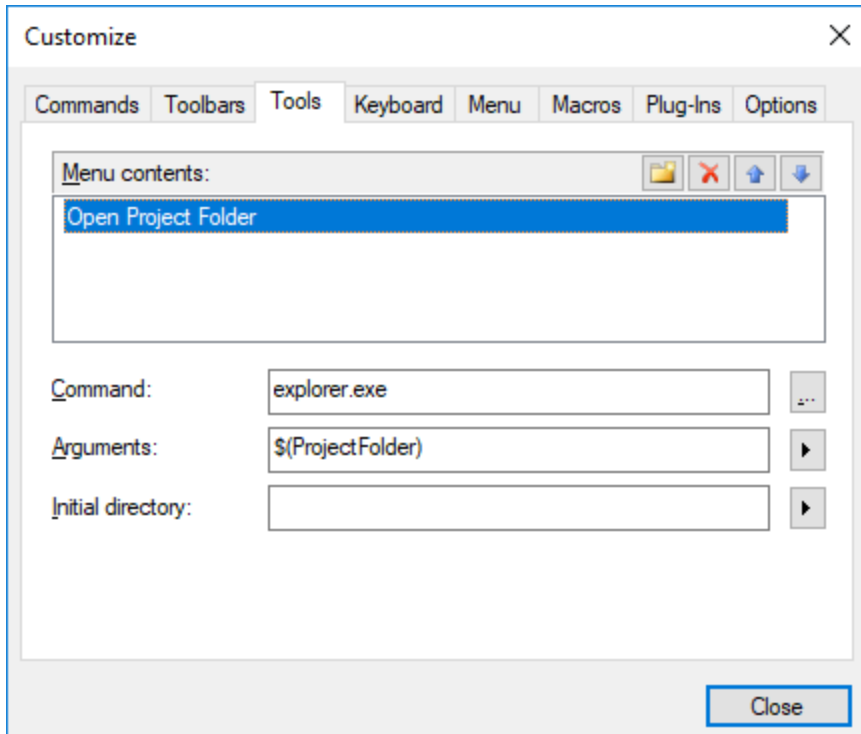 Customize
Commands Toolbars Tools Keyboard Menu Macros Plug-Ins Options
Menu contents:
Open Project Folder
Command: explorer.exe ...
Arguments: $(ProjectFolder)
Initial directory:
Close